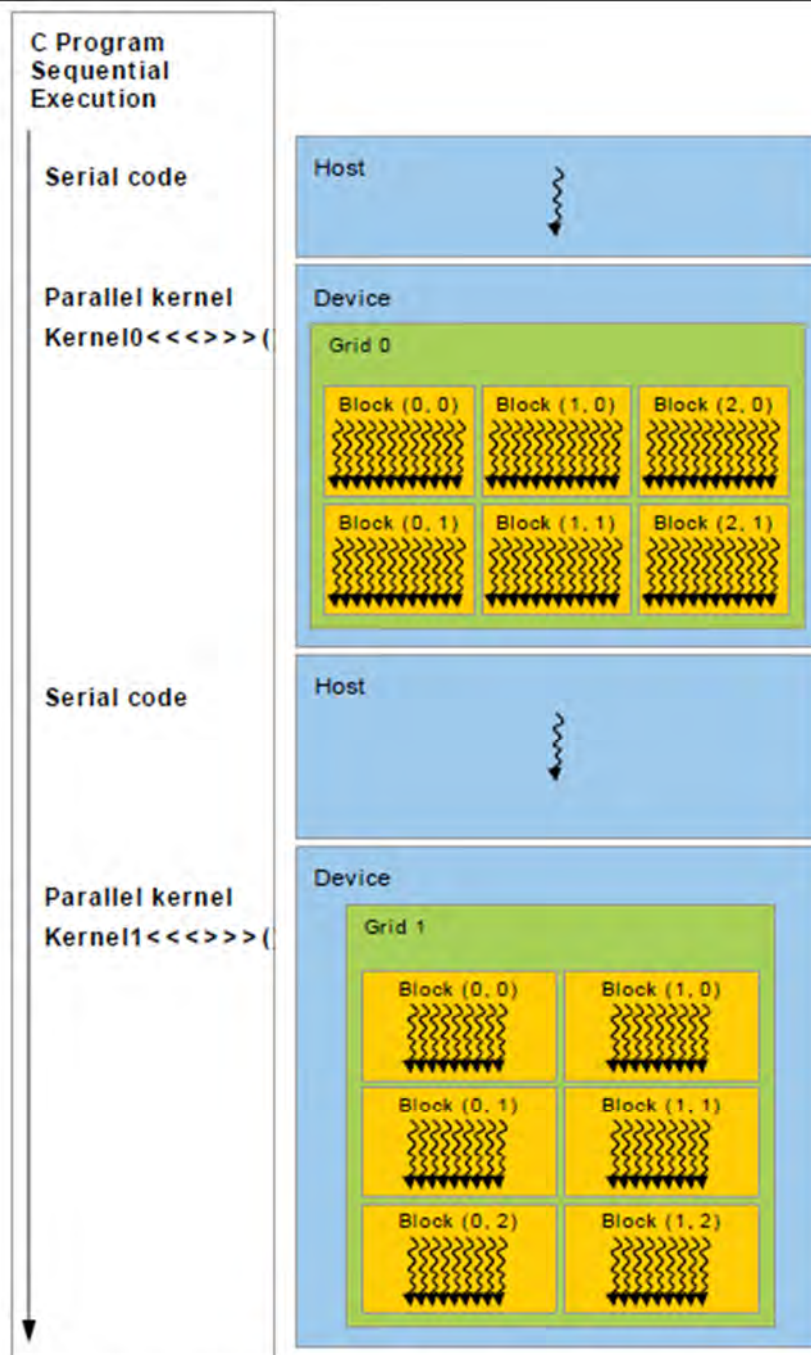 C Program
Sequential
Execution
Serial code
Host
Parallel kernel
Kernel0<<<>>>(
Device
Grid 0
Block (0, 0) Block (1, 0) Block (2, 0)
Block (0, 1) Block (1, 1) Block (2, 1)
Serial code
Host
Parallel kernel
Kernel1<<<>>>(
Device
Grid 1
Block (0, 0) Block (1, 0)
Block (0, 1) Block (1, 1)
Block (0, 2) Block (1, 2)